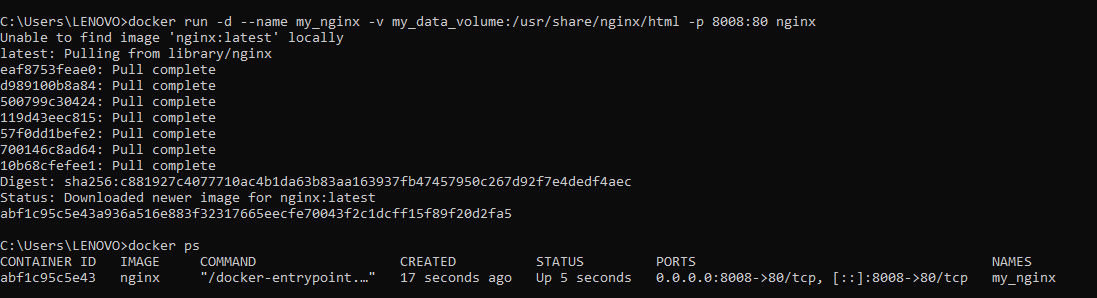 C:\Users\LENOVO>docker run -d --name my_nginx -v my_data_volume:/usr/share/nginx/html -p 8008:80 nginx
Unable to find image 'nginx:latest' locally
latest: Pulling from library/nginx
eaf8753feae0: Pull complete
d989100b8a84: Pull complete
500799c30424: Pull complete
119d43eec815: Pull complete
57f0dd1befe2: Pull complete
700146c8ad64: Pull complete
10b68cfefee1: Pull complete
Digest: sha256:c881927c4077710ac4b1da63b83aa163937fb47457950c267d92f7e4dedf4aec
Status: Downloaded newer image for nginx:latest
abf1c95c5e43a936a516e883f32317665eecfe70043f2c1dcff15f89f20d2fa5
C:\Users\LENOVO>docker ps
CONTAINER ID IMAGE COMMAND CREATED STATUS PORTS NAMES
abf1c95c5e43 nginx "/docker-entrypoint.…" 17 seconds ago Up 5 seconds 0.0.0.0:8008->80/tcp, [::]:8008->80/tcp my_nginx